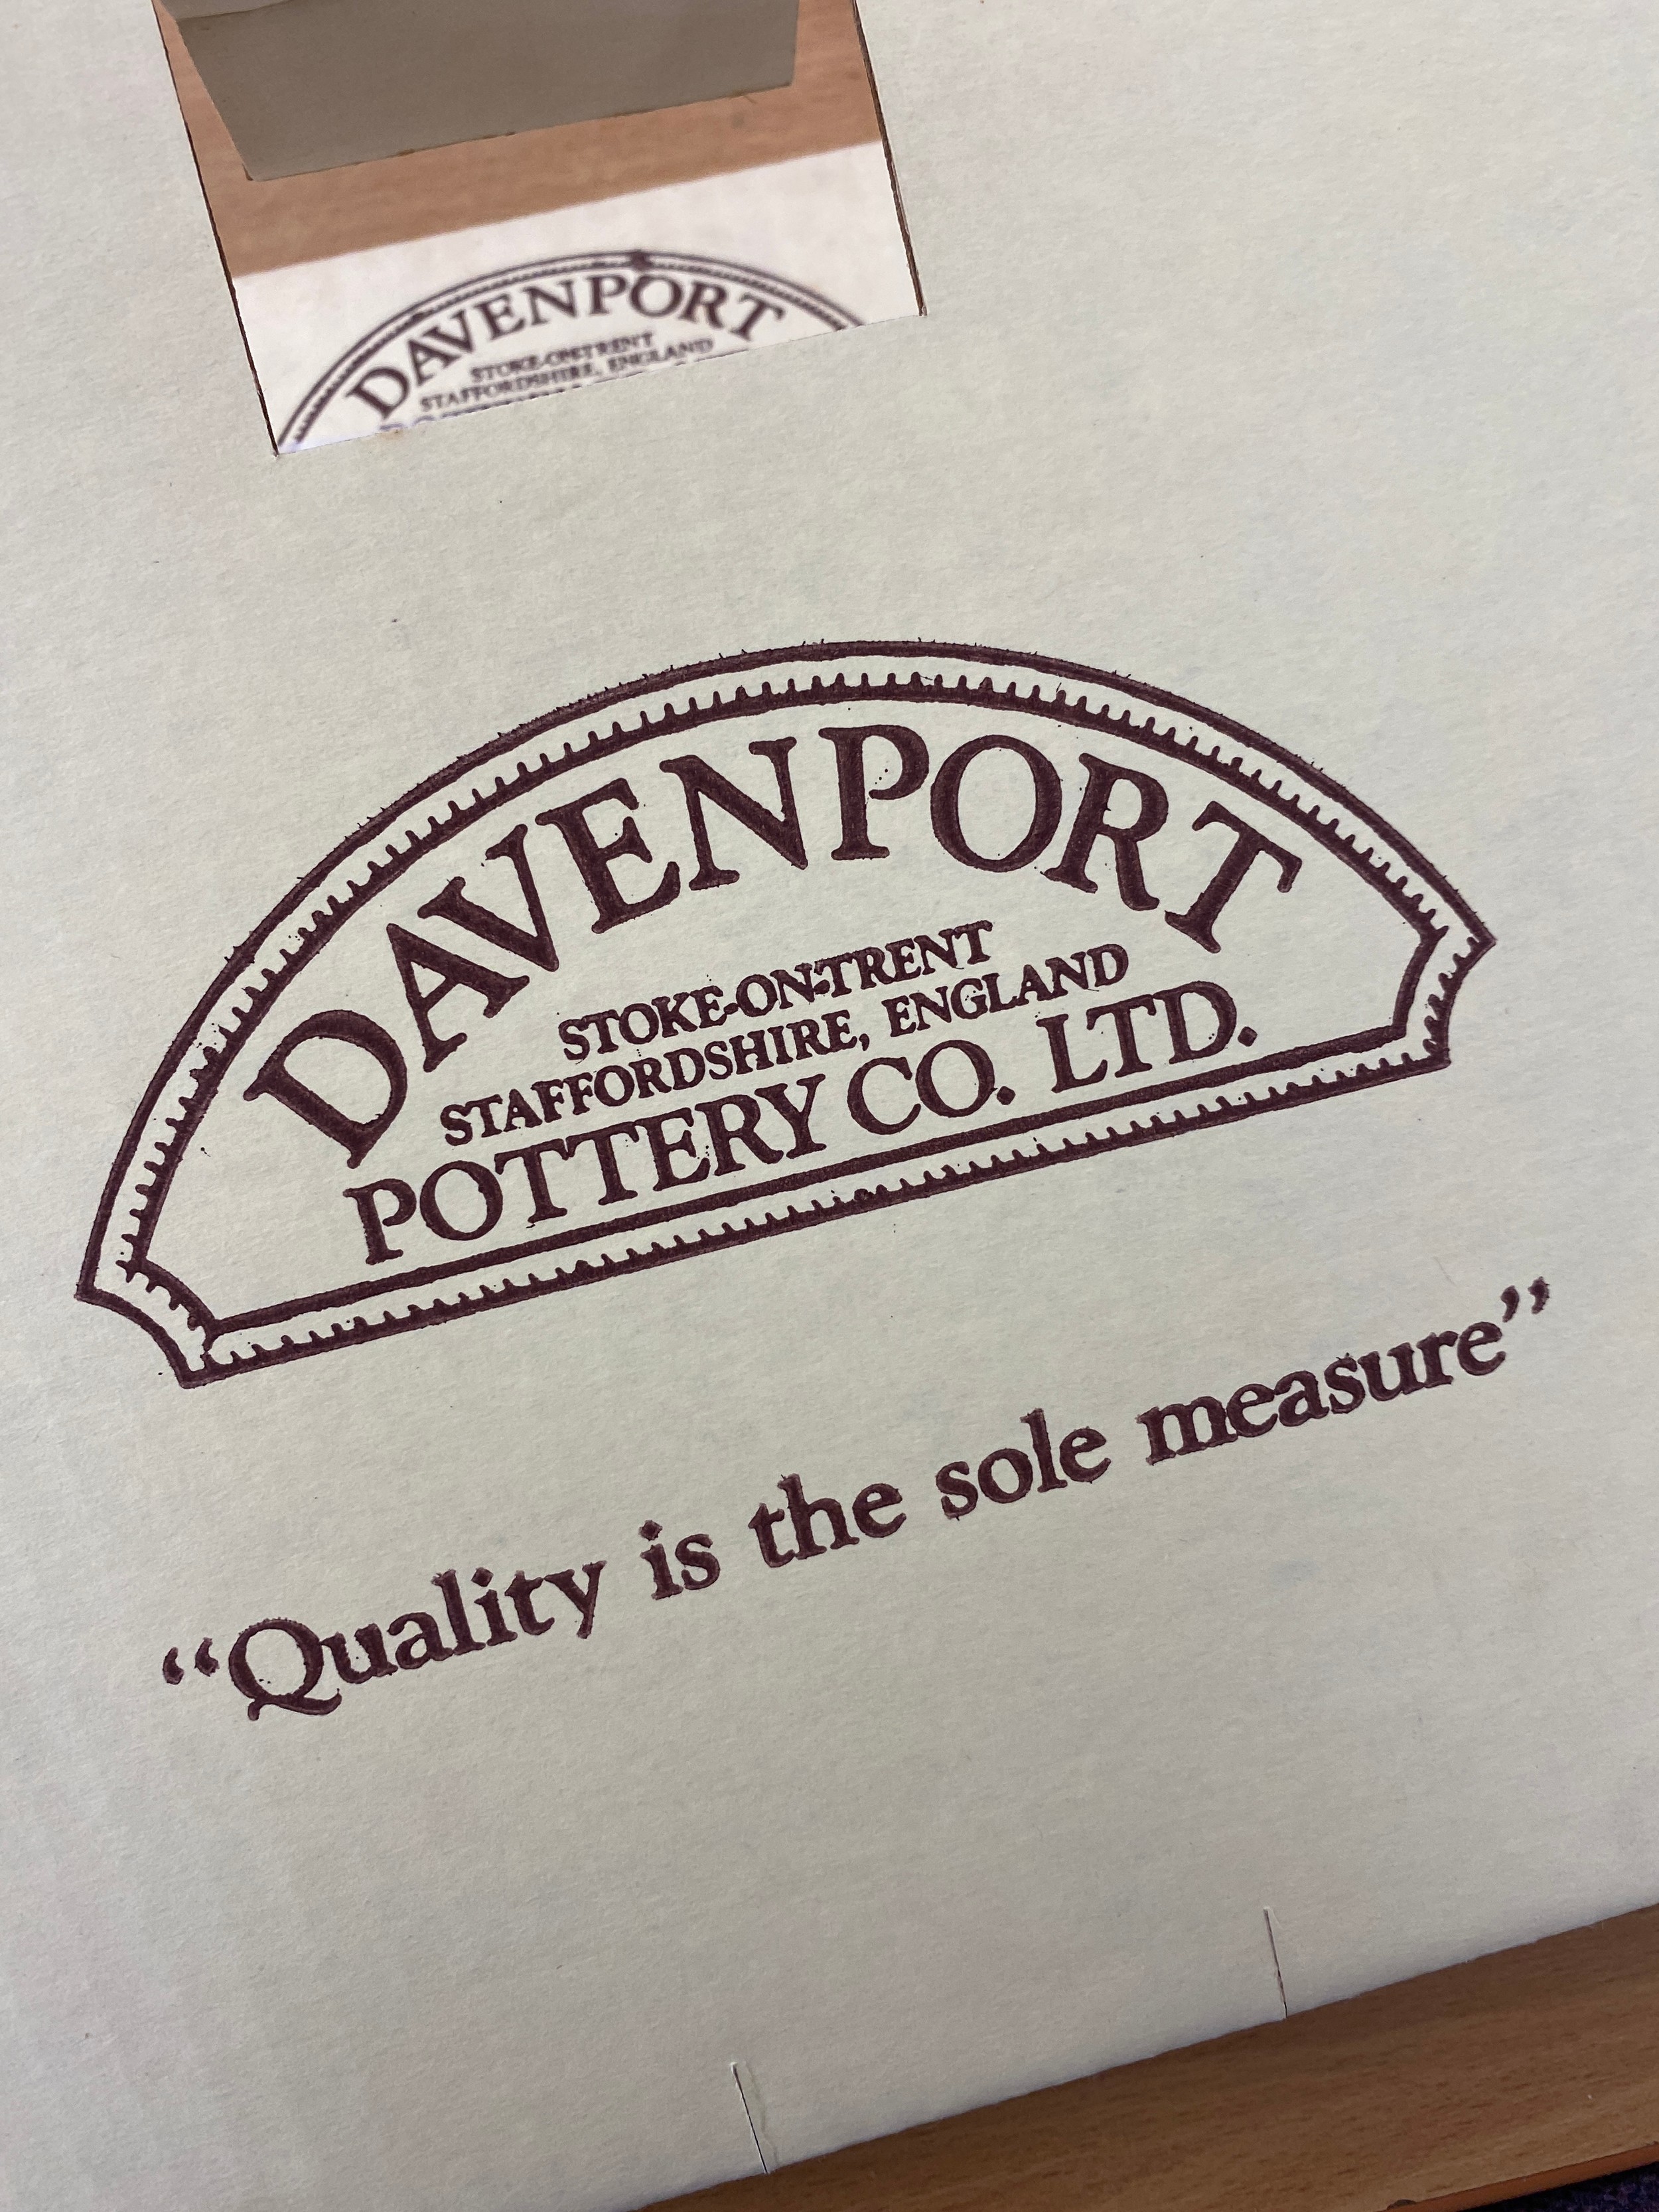 DAVENPORT
STOKE-ON-TRENT
STAFFORDSHIRE, ENGLAND
DAVENPORT
STOKE-ON-TRENT
STAFFORDSHIRE, ENGLAND
POTTERY CO. LTD.
“Quality is the sole measure”